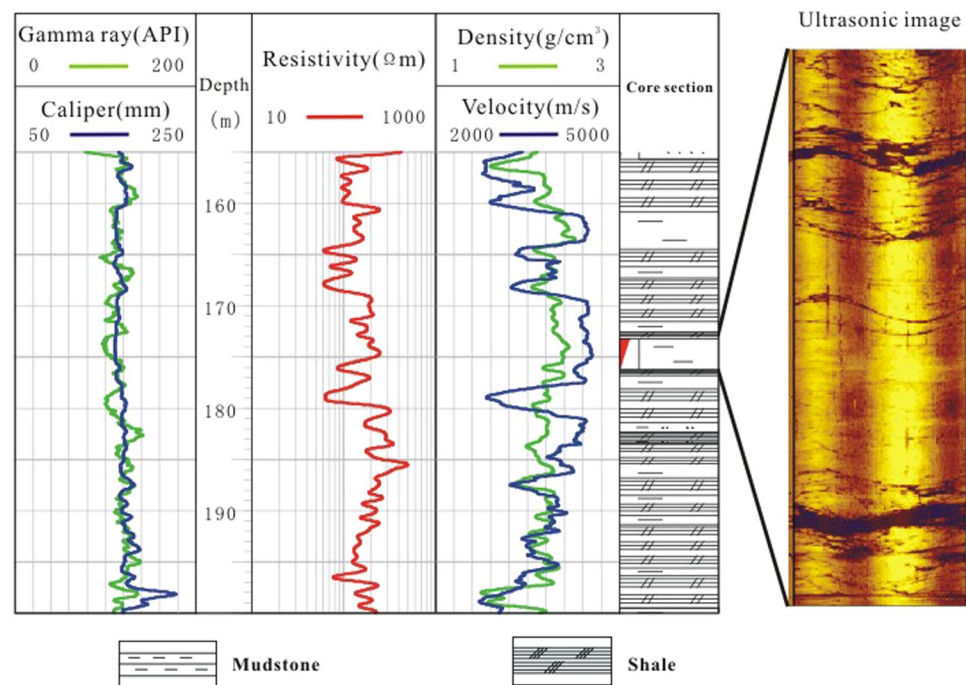 Gamma ray(API)
0 200
Caliper(mm)
50 250
Depth
(m)
Resistivity(Ωm)
10 1000
Density(g/cm³)
1 3
Velocity(m/s)
2000 5000
Core section
Ultrasonic image
160
170
180
190
Mudstone
Shale